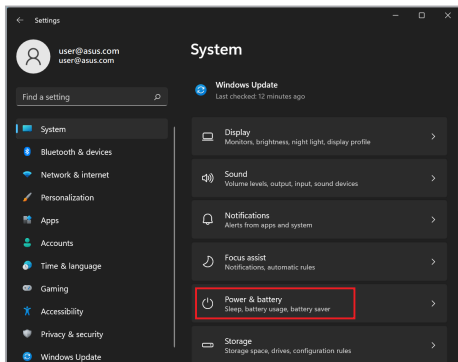 Settings
user@asus.com
user@asus.com
Find a setting
System
Bluetooth & devices
Network & internet
Personalization
Apps
Accounts
Time & language
Gaming
Accessibility
Privacy & security
Windows Update
System
Windows Update
Last checked: 12 minutes ago
Display
Monitors, brightness, night light, display profile
Sound
Volume levels, output, input, sound devices
Notifications
Alerts from apps and system
Focus assist
Notifications, automatic rules
Power & battery
Sleep, battery usage, battery saver
Storage
Storage space, drives, configuration rules